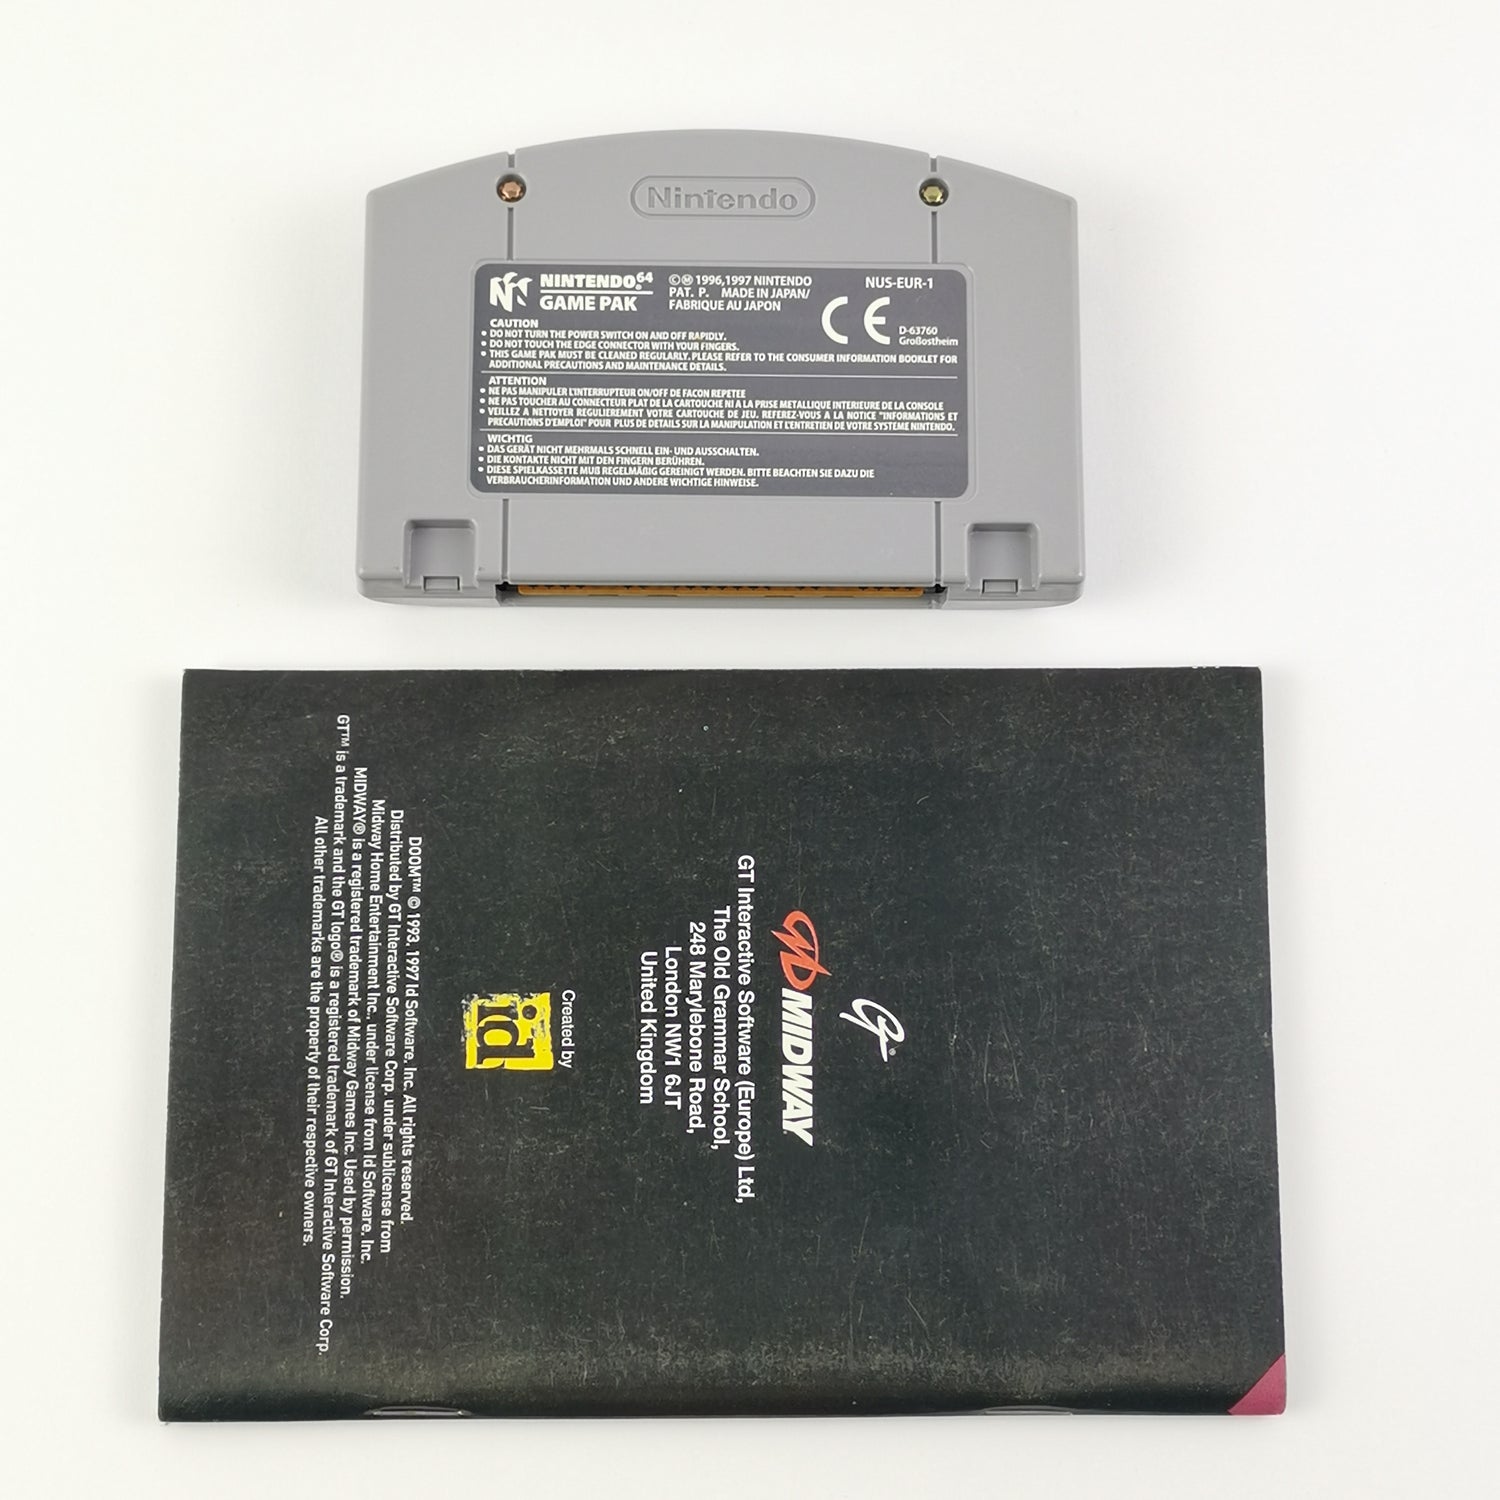 Nintendo
NINTENDO64
GAME PAK
©Ⓜ 1996,1997 NINTENDO
PAT. P. MADE IN JAPAN/
FABRIQUE AU JAPON
NUS-EUR-1
CE
D-63760
Großostheim
CAUTION
• DO NOT TURN THE POWER SWITCH ON AND OFF RAPIDLY.
• DO NOT TOUCH THE EDGE CONNECTOR WITH YOUR FINGERS.
• THIS GAME PAK MUST BE CLEANED REGULARLY. PLEASE REFER TO THE CONSUMER INFORMATION BOOKLET FOR
ADDITIONAL PRECAUTIONS AND MAINTENANCE DETAILS.
ATTENTION
• NE PAS MANIPULER L'INTERRUPTEUR ON/OFF DE FACON REPETEE
• NE PAS TOUCHER AU CONNECTEUR PLAT DE LA CARTOUCHE NI A LA PRISE METALLIQUE INTERIEURE DE LA CONSOLE
• VEILLEZ A NETTOYER REGULIEREMENT VOTRE CARTOUCHE DE JEU. REFEREZ-VOUS A LA NOTICE "INFORMATIONS ET
PRECAUTIONS D'EMPLOI" POUR PLUS DE DETAILS SUR LA MANIPULATION ET L'ENTRETIEN DE VOTRE SYSTEME NINTENDO.
WICHTIG
• DAS GERÄT NICHT MEHRMALS SCHNELL EIN- UND AUSSCHALTEN.
• DIE KONTAKTE NICHT MIT DEN FINGERN BERÜHREN.
• DIESE SPIELKASSETTE MUß REGELMÄßIG GEREINIGT WERDEN. BITTE BEACHTEN SIE DAZU DIE
VERBRAUCHERINFORMATION UND ANDERE WICHTIGE HINWEISE.
GT®
MIDWAY
GT Interactive Software (Europe) Ltd,
The Old Grammar School,
248 Marylebone Road,
London NW1 6JT
United Kingdom
Created by
id
DOOM™ © 1993, 1997 Id Software, Inc. All rights reserved.
Distributed by GT Interactive Software Corp. under sublicense from
Midway Home Entertainment Inc., under license from Id Software, Inc.
MIDWAY® is a registered trademark of Midway Games Inc. Used by permission.
GT™ is a trademark and the GT logo® is a registered trademark of GT Interactive Software Corp.
All other trademarks are the property of their respective owners.